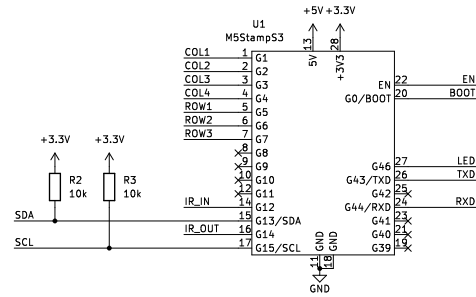 U1
M5StampS3
+5V
+3.3V
13
5V
28
+3V3
COL1 1 G1
COL2 2 G2
COL3 3 G3
COL4 4 G4
ROW1 5 G5
ROW2 6 G6
ROW3 7 G7
8 G8
9 G9
10 G10
12 G11
IR_IN 14 G12
SDA 15 G13/SDA
IR_OUT 16 G14
SCL 17 G15/SCL
EN 22 EN
G0/BOOT 20 BOOT
G46 27 LED
G43/TXD 26 TXD
G42 25
G44/RXD 24 RXD
G41 23
G40 21
G39 19
+3.3V
R2
10k
+3.3V
R3
10k
11
GND
18
GND
GND